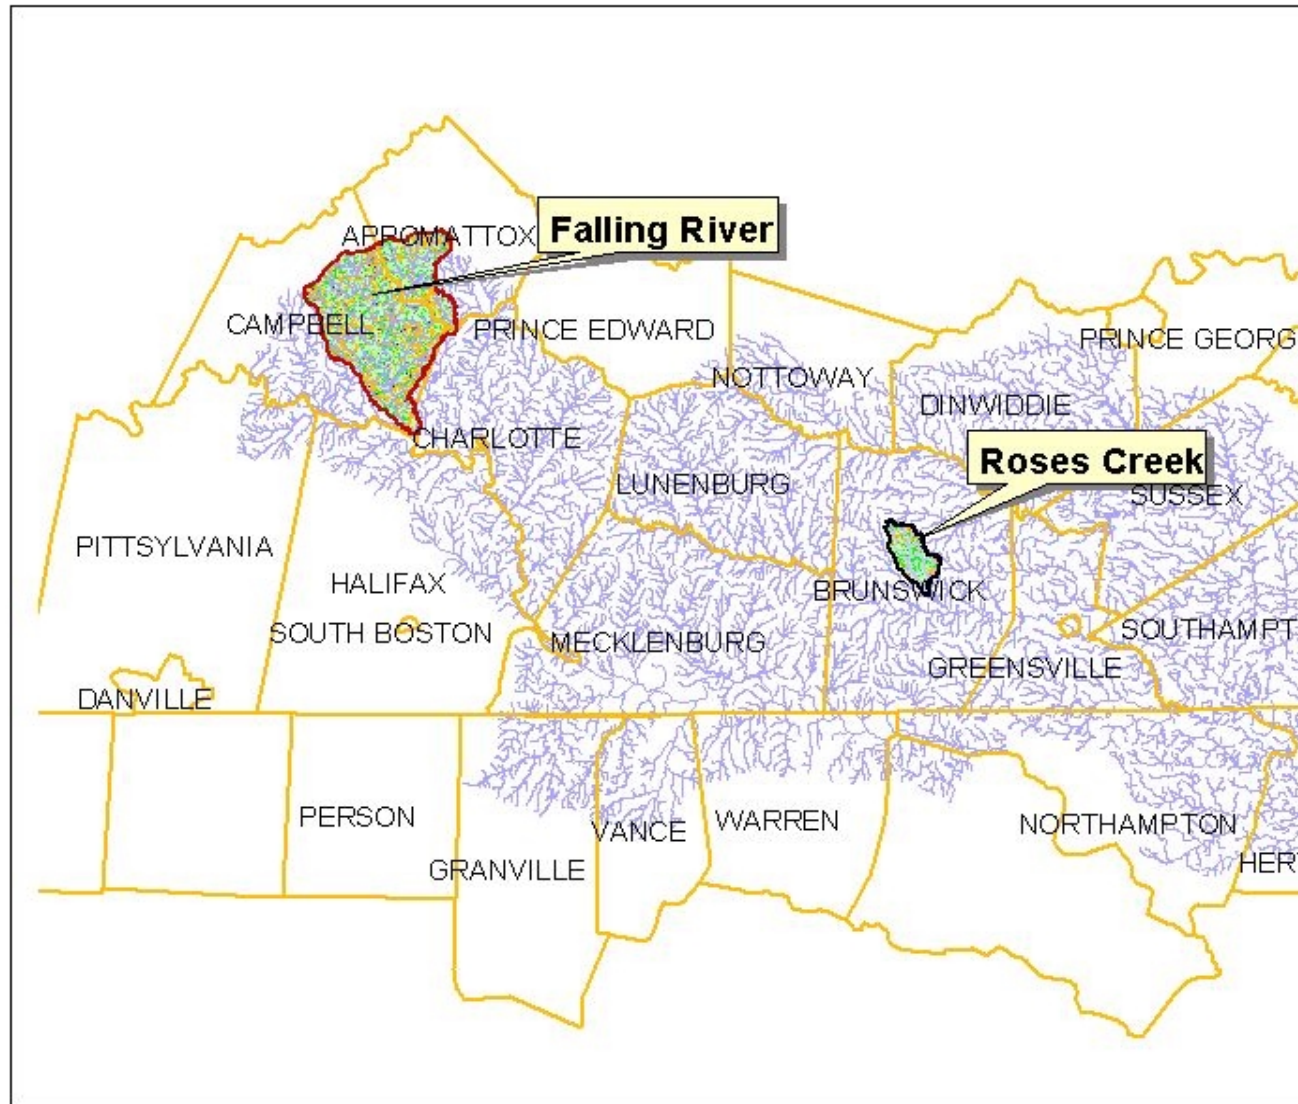 APPOMATTOX
Falling River
CAMPBELL
PRINCE EDWARD
PRINCE GEORG
NOTTOWAY
DINWIDDIE
CHARLOTTE
Roses Creek
LUNENBURG
SUSSEX
PITTSYLVANIA
HALIFAX
BRUNSWICK
SOUTH BOSTON
MECKLENBURG
SOUTHAMPT
GREENSVILLE
DANVILLE
PERSON
VANCE
WARREN
NORTHAMPTON
GRANVILLE
HER